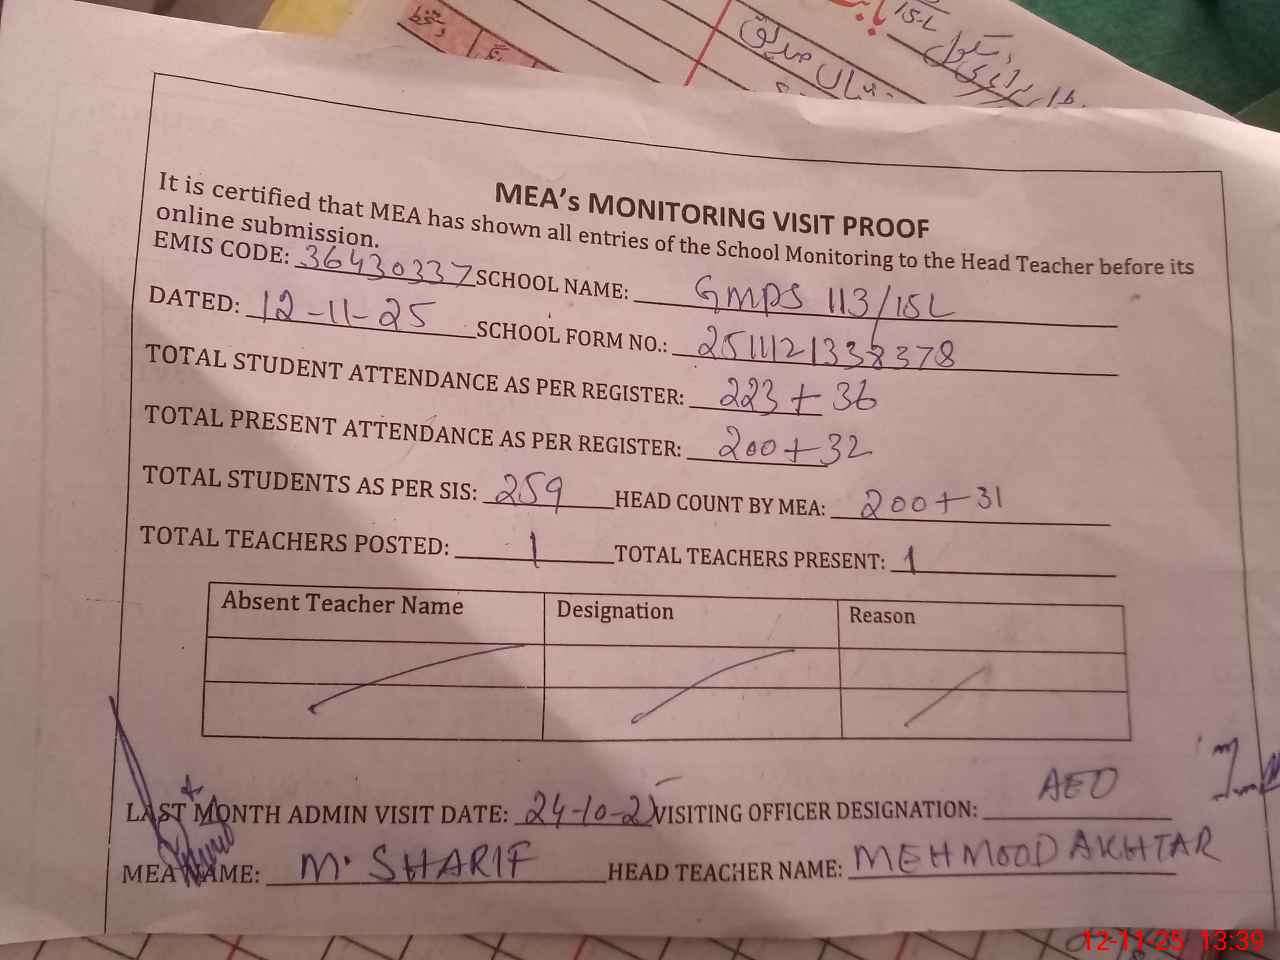 15-L
MEA's MONITORING VISIT PROOF
It is certified that MEA has shown all entries of the School Monitoring to the Head Teacher before its
online submission.
EMIS CODE: 36430337 SCHOOL NAME: GMPS 113/15L
DATED: 12-11-25 SCHOOL FORM NO.: 2511121338378
TOTAL STUDENT ATTENDANCE AS PER REGISTER: 223 + 36
TOTAL PRESENT ATTENDANCE AS PER REGISTER: 200 + 32
TOTAL STUDENTS AS PER SIS: 259 HEAD COUNT BY MEA: 200 + 31
TOTAL TEACHERS POSTED: 1 TOTAL TEACHERS PRESENT: 1
Absent Teacher Name Designation Reason
LAST MONTH ADMIN VISIT DATE: 24-10-25 VISITING OFFICER DESIGNATION: AEO
MEA NAME: M. SHARIF HEAD TEACHER NAME: MEHMOOD AKHTAR
12-11-25 13:39